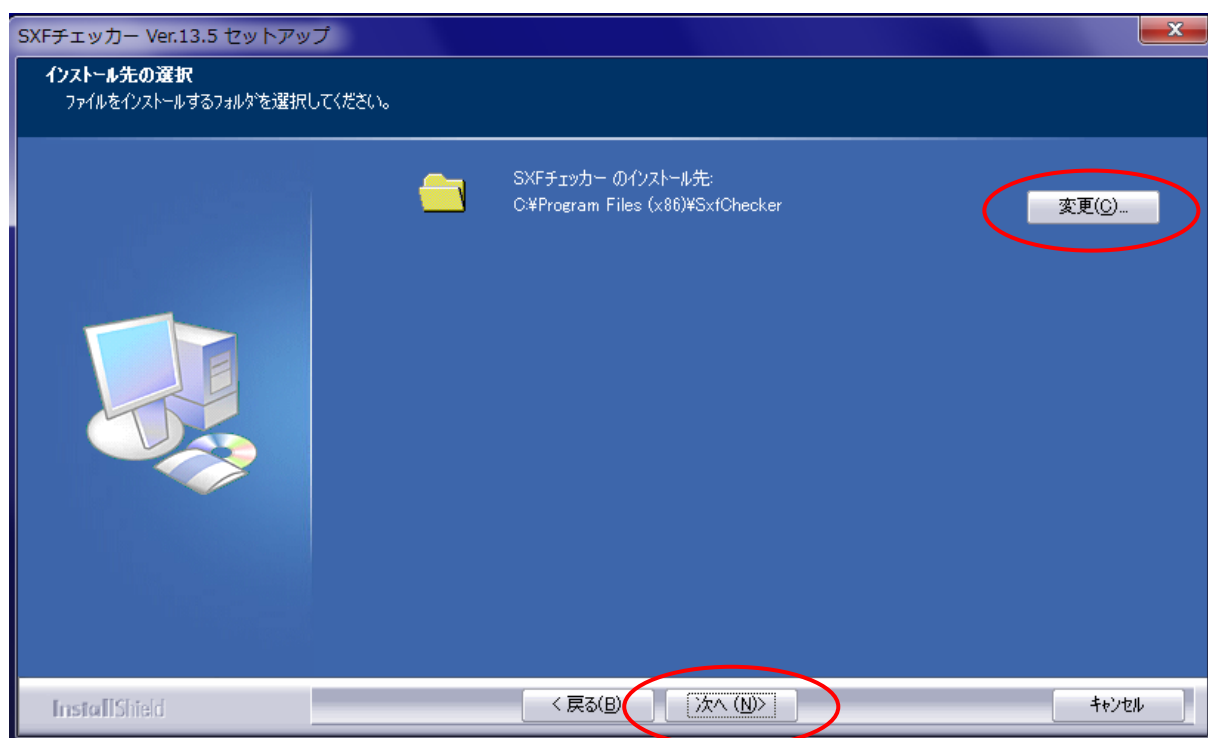 SXFチェッカー Ver.13.5 セットアップ
インストール先の選択
ファイルをインストールするフォルダを選択してください。
SXFチェッカー のインストール先:
C:¥Program Files (x86)¥SxfChecker
変更(C)...
InstallShield
< 戻る(B)
次へ (N)>
キャンセル